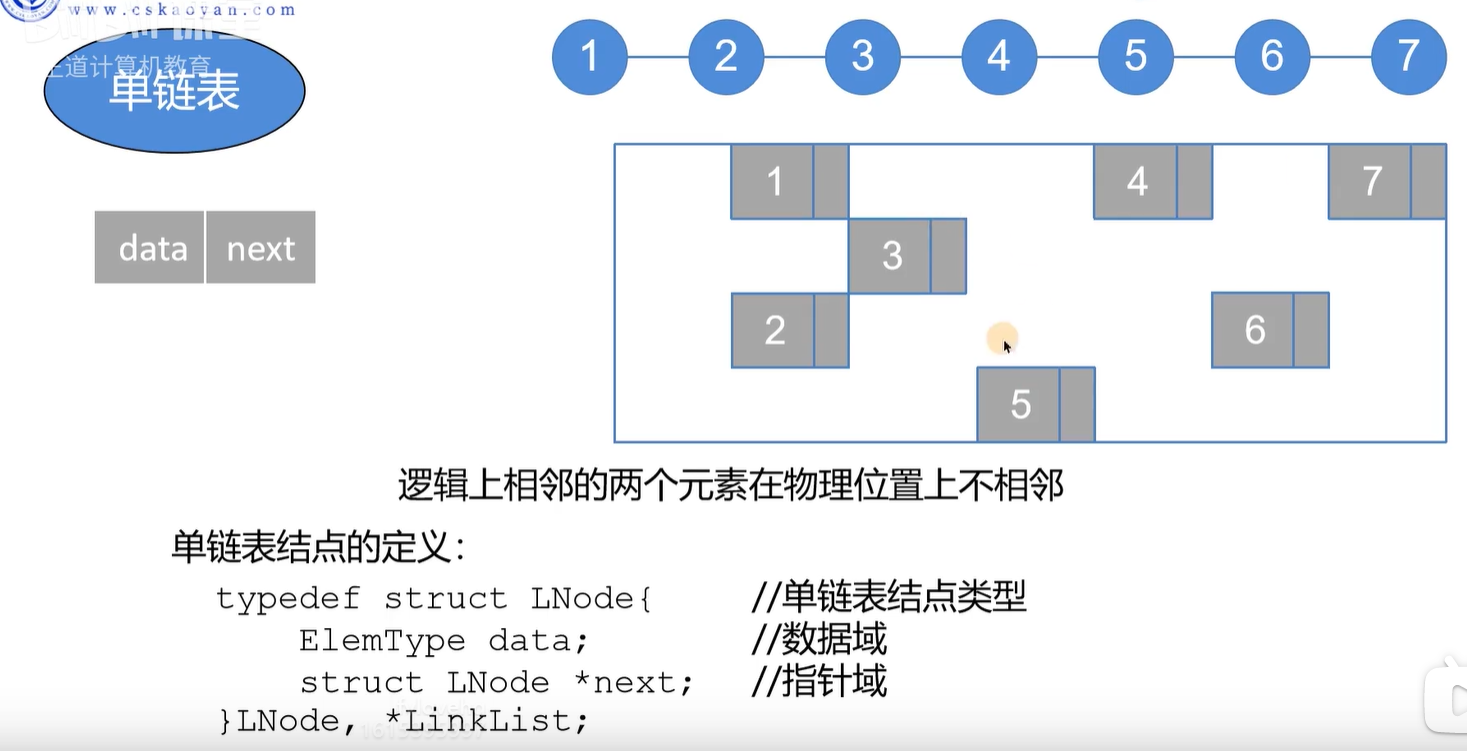 www.cskaoyan.com
王道计算机教育
单链表
1 2 3 4 5 6 7
data next
1 4 7
3
2 6
5
逻辑上相邻的两个元素在物理位置上不相邻
单链表结点的定义：
typedef struct LNode{ //单链表结点类型
ElemType data; //数据域
struct LNode *next; //指针域
}LNode, *LinkList;